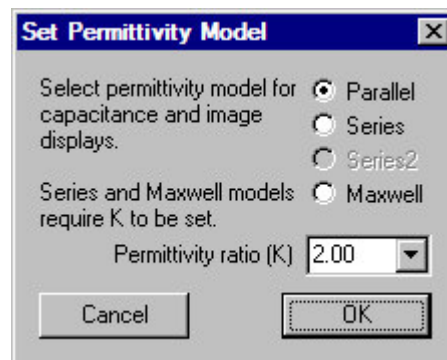 Set Permittivity Model
Select permittivity model for
capacitance and image
displays.
Parallel
Series
Series2
Maxwell
Series and Maxwell models
require K to be set.
Permittivity ratio (K) 2.00
Cancel OK